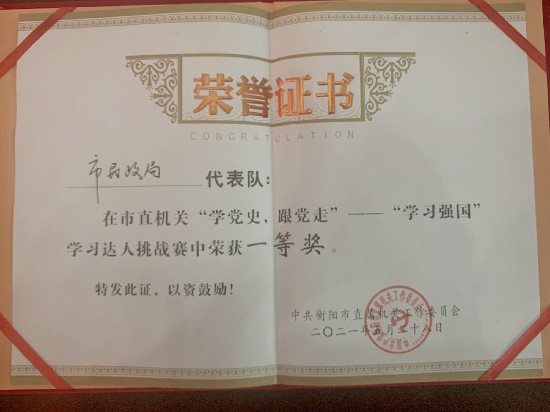 荣誉证书
CONGRATULATION
市民政局 代表队：
在市直机关“学党史，跟党走”——“学习强国”
学习达人挑战赛中荣获一等奖。
特发此证，以资鼓励！
中共衡阳市直属机关工作委员会
二〇二一年五月二十八日